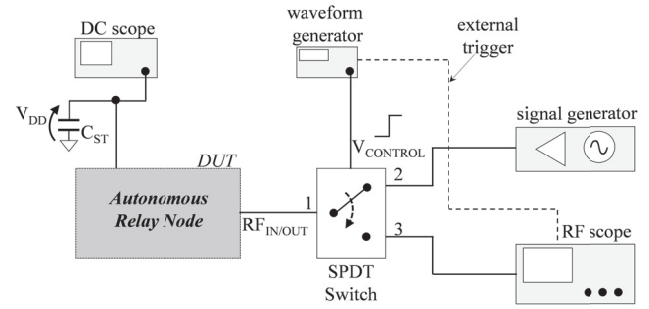 DC scope
waveform
generator
external
trigger
signal generator
V_DD
C_ST
V_CONTROL
DUT
Autonomous
Relay Node
RF_IN/OUT
1
2
3
SPDT
Switch
RF scope